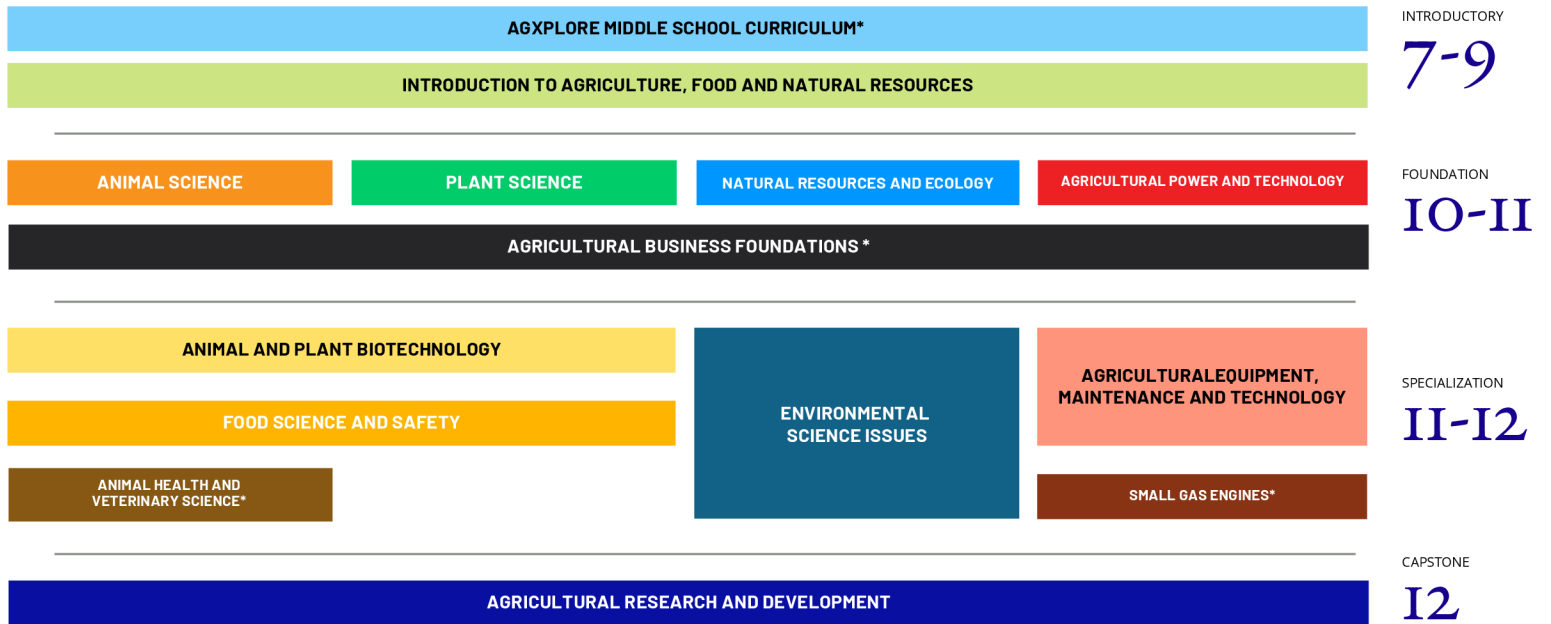 AGXPLORE MIDDLE SCHOOL CURRICULUM*
INTRODUCTORY
7-9
INTRODUCTION TO AGRICULTURE, FOOD AND NATURAL RESOURCES
ANIMAL SCIENCE
PLANT SCIENCE
NATURAL RESOURCES AND ECOLOGY
AGRICULTURAL POWER AND TECHNOLOGY
FOUNDATION
10-11
AGRICULTURAL BUSINESS FOUNDATIONS *
ANIMAL AND PLANT BIOTECHNOLOGY
FOOD SCIENCE AND SAFETY
ANIMAL HEALTH AND
VETERINARY SCIENCE*
ENVIRONMENTAL
SCIENCE ISSUES
AGRICULTURALEQUIPMENT,
MAINTENANCE AND TECHNOLOGY
SMALL GAS ENGINES*
SPECIALIZATION
11-12
CAPSTONE
12
AGRICULTURAL RESEARCH AND DEVELOPMENT